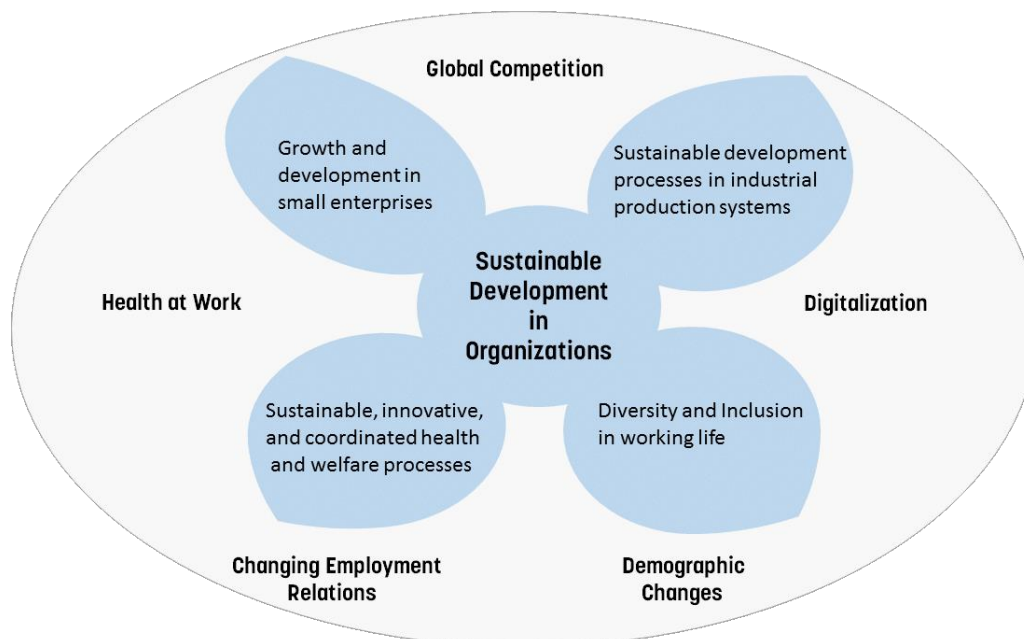 Global Competition
Growth and
development in
small enterprises
Sustainable development
processes in industrial
production systems
Sustainable
Development
in
Organizations
Health at Work
Digitalization
Sustainable, innovative,
and coordinated health
and welfare processes
Diversity and Inclusion
in working life
Changing Employment
Relations
Demographic
Changes